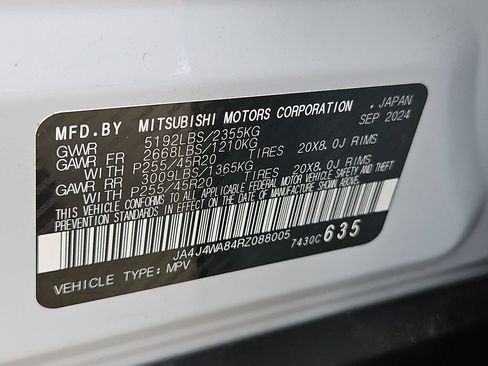 MFD.BY MITSUBISHI MOTORS CORPORATION . JAPAN
SEP 2024
GVWR 5192LBS/2355KG
GAWR FR 2668LBS/1210KG
WITH P255/45R20 TIRES 20X8.0J RIMS
GAWR RR 3009LBS/1365KG
WITH P255/45R20 TIRES 20X8.0J RIMS
THIS VEHICLE CONFORMS TO ALL APPLICABLE FEDERAL MOTOR VEHICLE SAFETY AND THEFT
PREVENTION STANDARDS IN EFFECT ON THE DATE OF MANUFACTURE SHOWN ABOVE.
JA4J4WA84RZ088005 7430C 635
VEHICLE TYPE: MPV